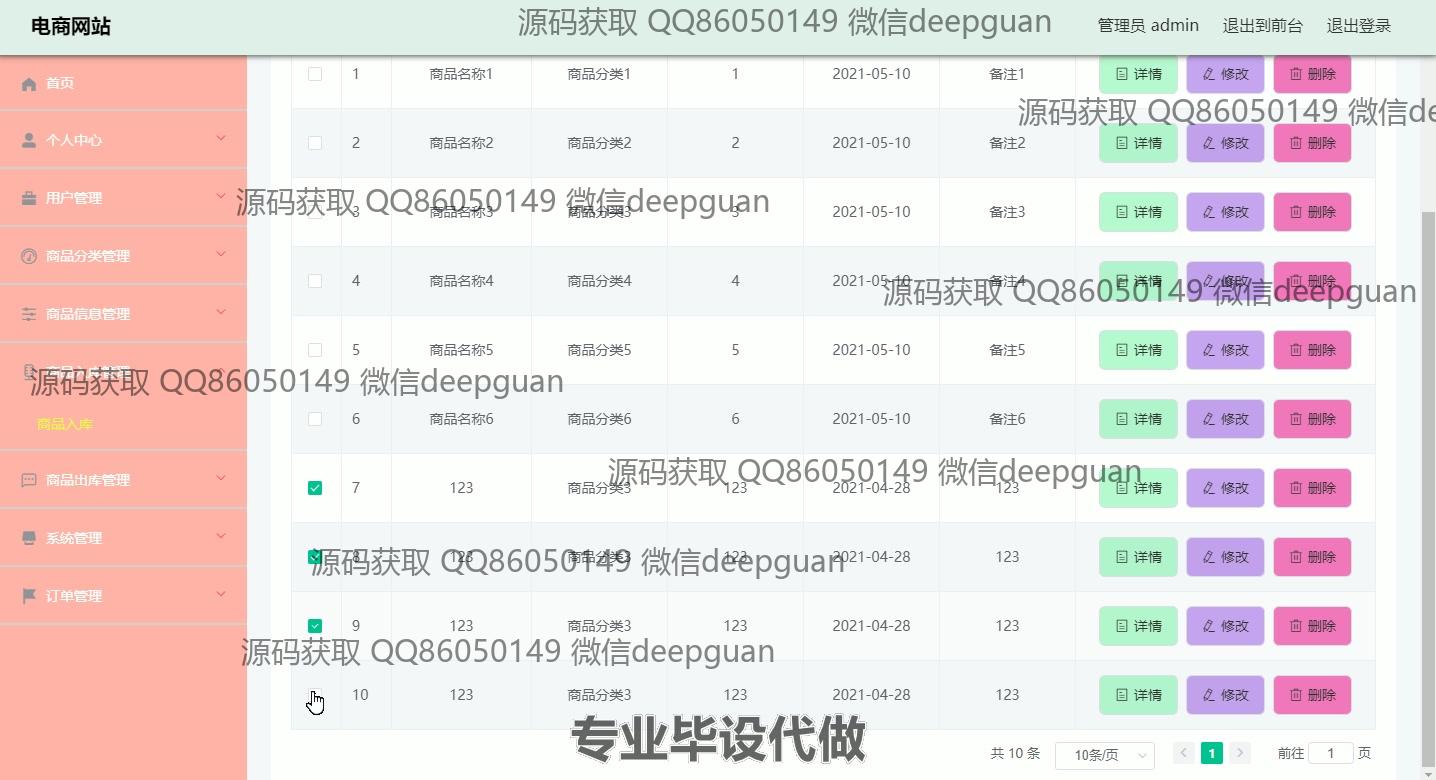 电商网站
源码获取 QQ86050149 微信deepguan
管理员 admin 退出到前台 退出登录
首页
个人中心
用户管理
商品分类管理
商品信息管理
商品入库管理
商品入库
商品出库管理
系统管理
订单管理
1 商品名称1 商品分类1 1 2021-05-10 备注1 详情 修改 删除
源码获取 QQ86050149 微信de
2 商品名称2 商品分类2 2 2021-05-10 备注2 详情 修改 删除
源码获取 QQ86050149 微信deepguan
3 商品名称3 商品分类3 3 2021-05-10 备注3 详情 修改 删除
4 商品名称4 商品分类4 4 2021-05-10 备注4 详情 修改 删除
源码获取 QQ86050149 微信deepguan
5 商品名称5 商品分类5 5 2021-05-10 备注5 详情 修改 删除
源码获取 QQ86050149 微信deepguan
6 商品名称6 商品分类6 6 2021-05-10 备注6 详情 修改 删除
源码获取 QQ86050149 微信deepguan
7 123 商品分类3 123 2021-04-28 123 详情 修改 删除
8 123 商品分类3 123 2021-04-28 123 详情 修改 删除
源码获取 QQ86050149 微信deepguan
9 123 商品分类3 123 2021-04-28 123 详情 修改 删除
源码获取 QQ86050149 微信deepguan
10 123 商品分类3 123 2021-04-28 123 详情 修改 删除
专业毕设代做
共 10 条 10条/页 1 前往 1 页